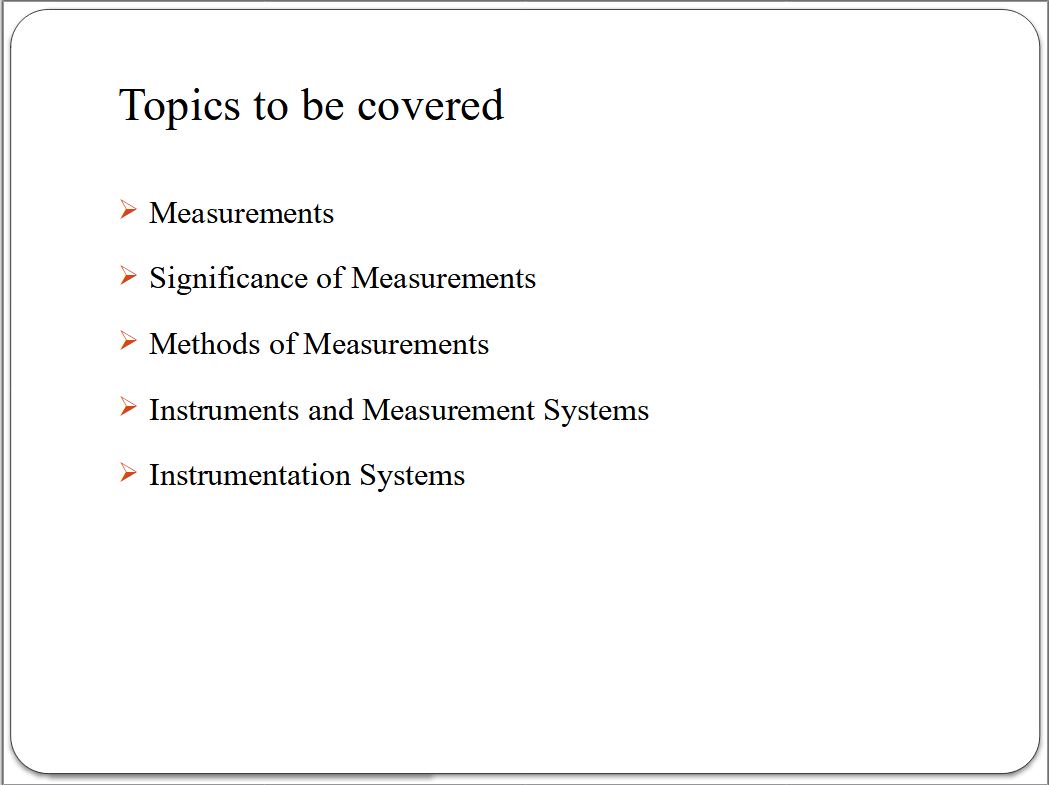 Topics to be covered
➢ Measurements
➢ Significance of Measurements
➢ Methods of Measurements
➢ Instruments and Measurement Systems
➢ Instrumentation Systems